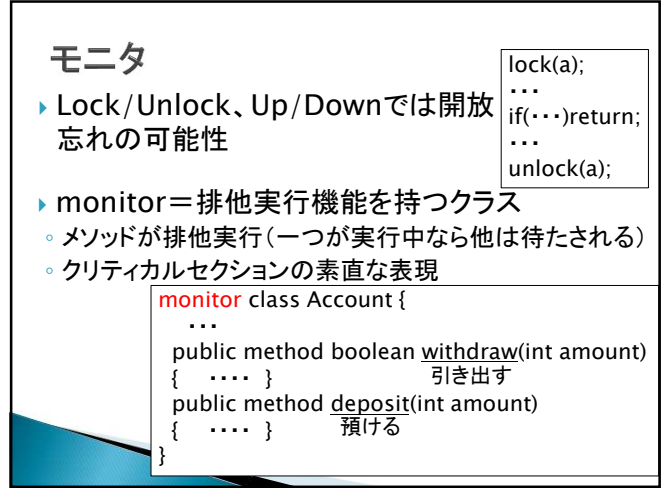 モニタ
lock(a);
・・・
if(・・・)return;
・・・
unlock(a);
Lock/Unlock、Up/Downでは開放
忘れの可能性
monitor＝排他実行機能を持つクラス
メソッドが排他実行（一つが実行中なら他は待たされる）
クリティカルセクションの素直な表現
monitor class Account {
・・・
public method boolean withdraw(int amount)
{ ・・・・ } 引き出す
public method deposit(int amount)
{ ・・・・ } 預ける
}